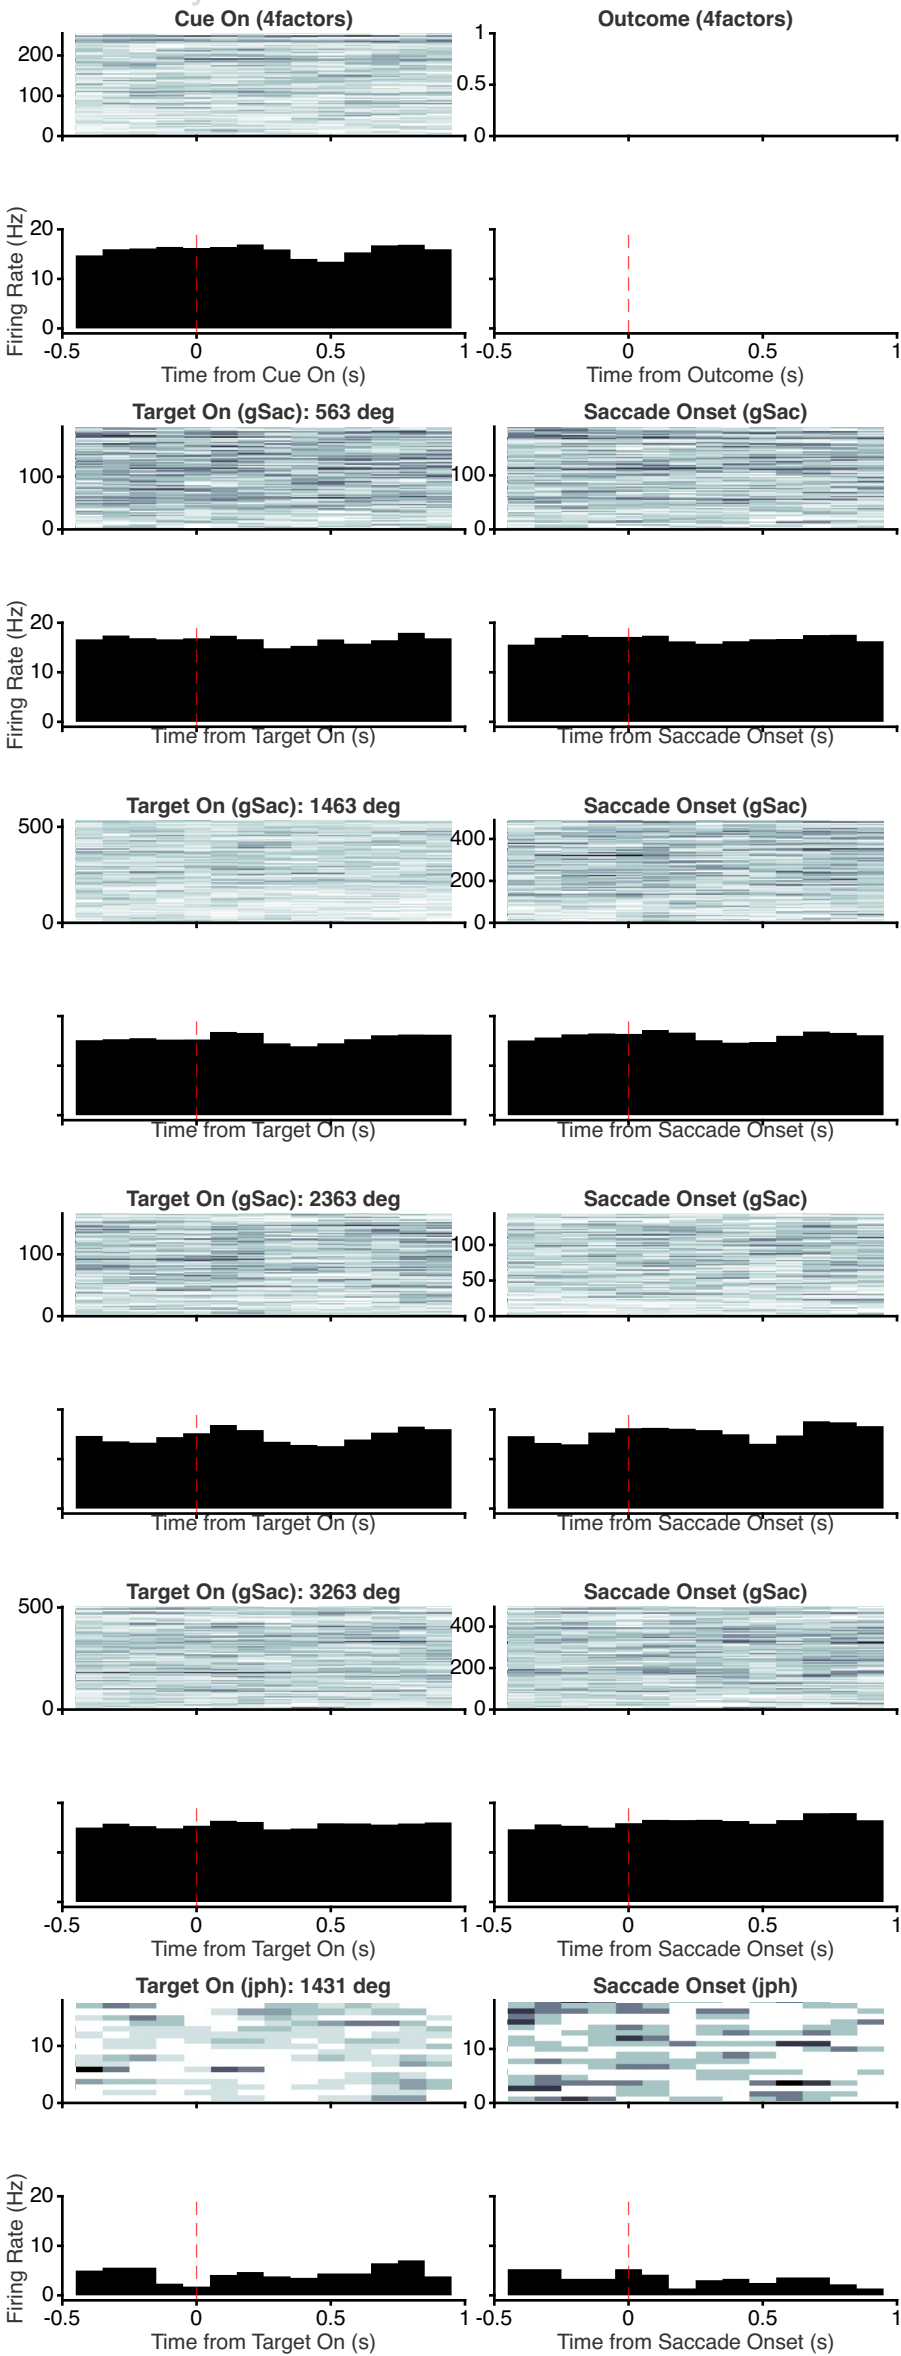 Cue On (4factors) Outcome (4factors)
200 100 0 1 0.5 0
Firing Rate (Hz) 20 10 0
-0.5 0 0.5 1 -0.5 0 0.5 1
Time from Cue On (s) Time from Outcome (s)
Target On (gSac): 563 deg Saccade Onset (gSac)
100 0 100 0
Firing Rate (Hz) 20 10 0
Time from Target On (s) Time from Saccade Onset (s)
Target On (gSac): 1463 deg Saccade Onset (gSac)
500 0 400 200 0
Time from Target On (s) Time from Saccade Onset (s)
Target On (gSac): 2363 deg Saccade Onset (gSac)
100 0 100 50 0
Time from Target On (s) Time from Saccade Onset (s)
Target On (gSac): 3263 deg Saccade Onset (gSac)
500 0 400 200 0
-0.5 0 0.5 1 -0.5 0 0.5 1
Time from Target On (s) Time from Saccade Onset (s)
Target On (jph): 1431 deg Saccade Onset (jph)
10 0 10 0
Firing Rate (Hz) 20 10 0
-0.5 0 0.5 1 -0.5 0 0.5 1
Time from Target On (s) Time from Saccade Onset (s)